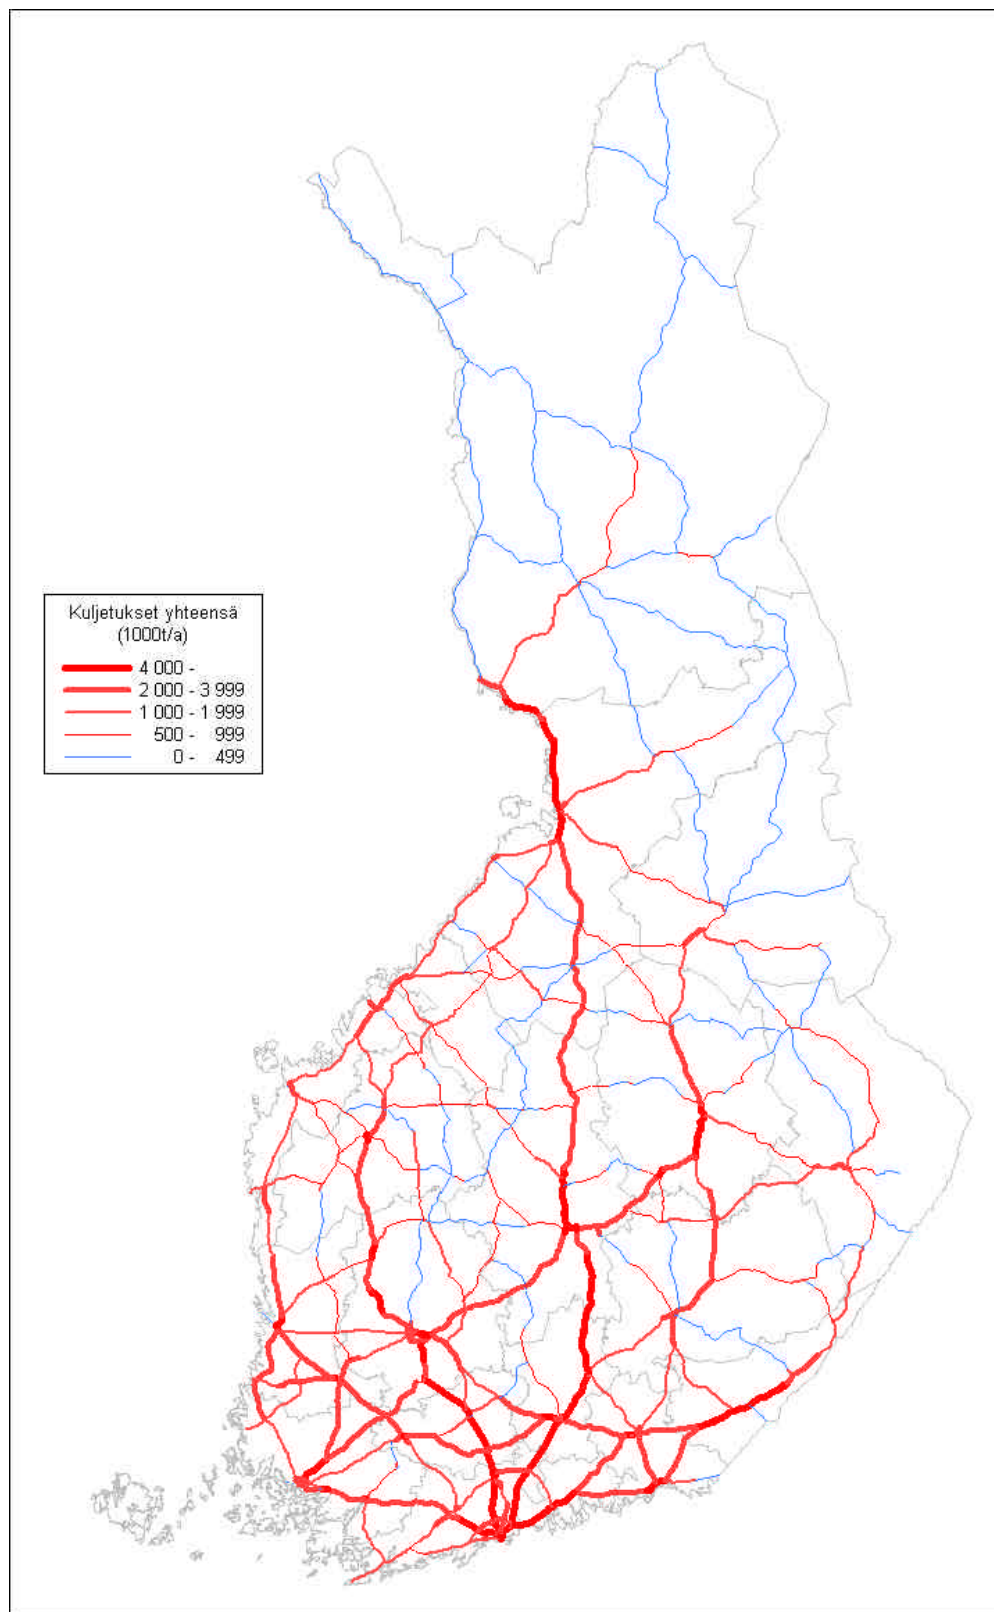 Kuljetukset yhteensä
(1000t/a)
4 000 -
2 000 - 3 999
1 000 - 1 999
500 - 999
0 - 499